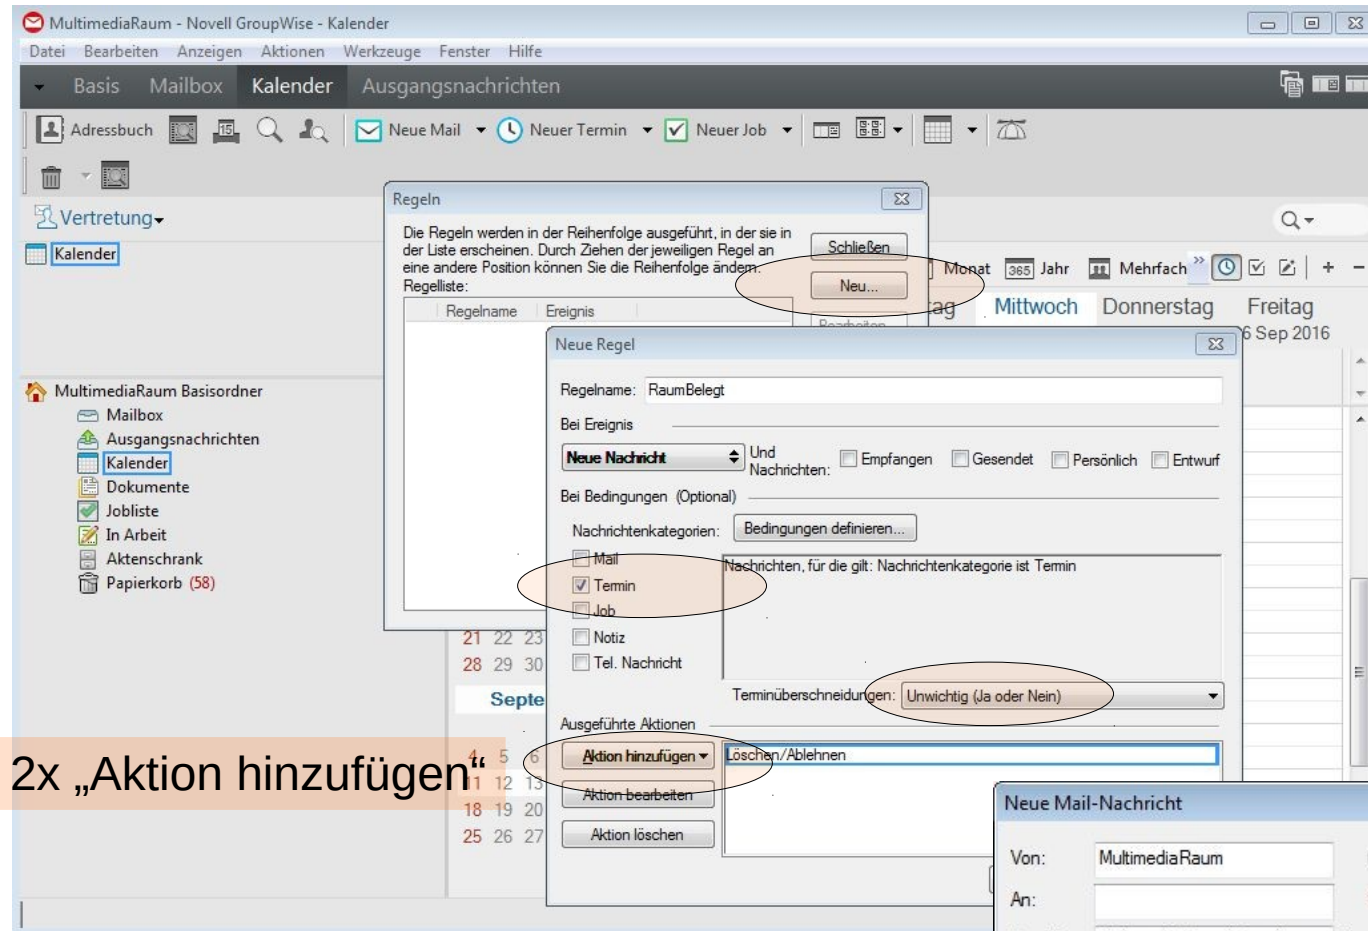 MultimediaRaum - Novell GroupWise - Kalender
Datei Bearbeiten Anzeigen Aktionen Werkzeuge Fenster Hilfe
Basis Mailbox Kalender Ausgangsnachrichten
Adressbuch 15 Neue Mail Neuer Termin Neuer Job
Vertretung
Kalender
Monat 365 Jahr Mehrfach »
tag Mittwoch Donnerstag Freitag
6 Sep 2016
MultimediaRaum Basisordner
Mailbox
Ausgangsnachrichten
Kalender
Dokumente
Jobliste
In Arbeit
Aktenschrank
Papierkorb (58)
21 22 23
28 29 30
Septe
4 5 6
11 12 13
18 19 20
25 26 27
Regeln
Die Regeln werden in der Reihenfolge ausgeführt, in der sie in
der Liste erscheinen. Durch Ziehen der jeweiligen Regel an
eine andere Position können Sie die Reihenfolge ändern.
Regelliste:
Regelname Ereignis
Schließen
Neu...
Bearbeiten
Neue Regel
Regelname: RaumBelegt
Bei Ereignis
Neue Nachricht Und
Nachrichten: Empfangen Gesendet Persönlich Entwurf
Bei Bedingungen (Optional)
Nachrichtenkategorien: Bedingungen definieren...
Mail
Termin
Job
Notiz
Tel. Nachricht
Nachrichten, für die gilt: Nachrichtenkategorie ist Termin
Terminüberschneidungen: Unwichtig (Ja oder Nein)
Ausgeführte Aktionen
Aktion hinzufügen Löschen/Ablehnen
Aktion bearbeiten
Aktion löschen
2x „Aktion hinzufügen“
Neue Mail-Nachricht
Von: MultimediaRaum
An: